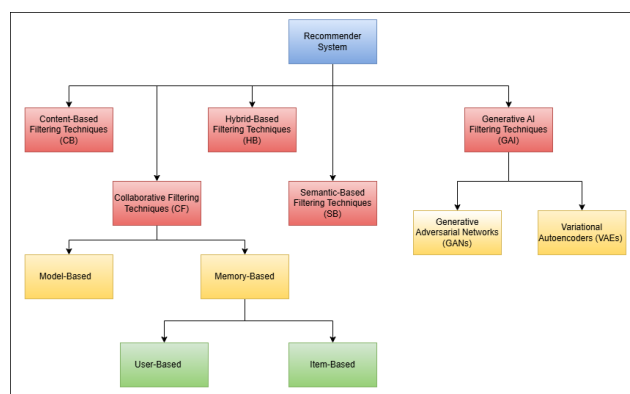 Recommender
System
Content-Based
Filtering Techniques
(CB)
Hybrid-Based
Filtering Techniques
(HB)
Generative AI
Filtering Techniques
(GAI)
Collaborative Filtering
Techniques (CF)
Semantic-Based
Filtering Techniques
(SB)
Generative
Adversarial Networks
(GANs)
Variational
Autoencoders (VAEs)
Model-Based
Memory-Based
User-Based
Item-Based